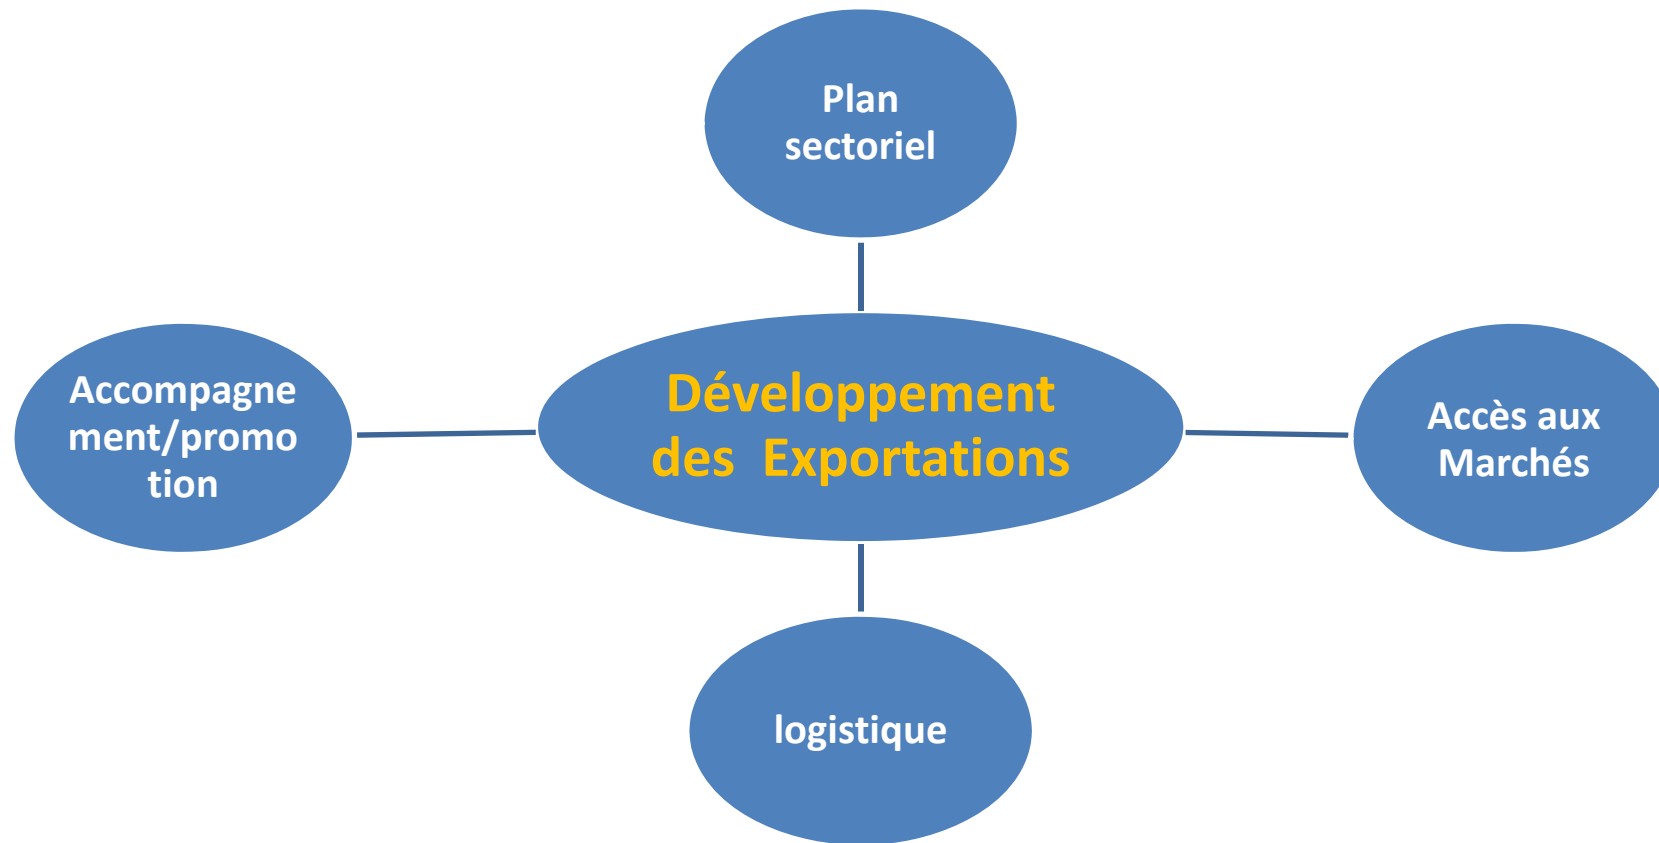 Plan
sectoriel
Accompagne
ment/promo
tion
Développement
des  Exportations
Accès aux
Marchés
logistique